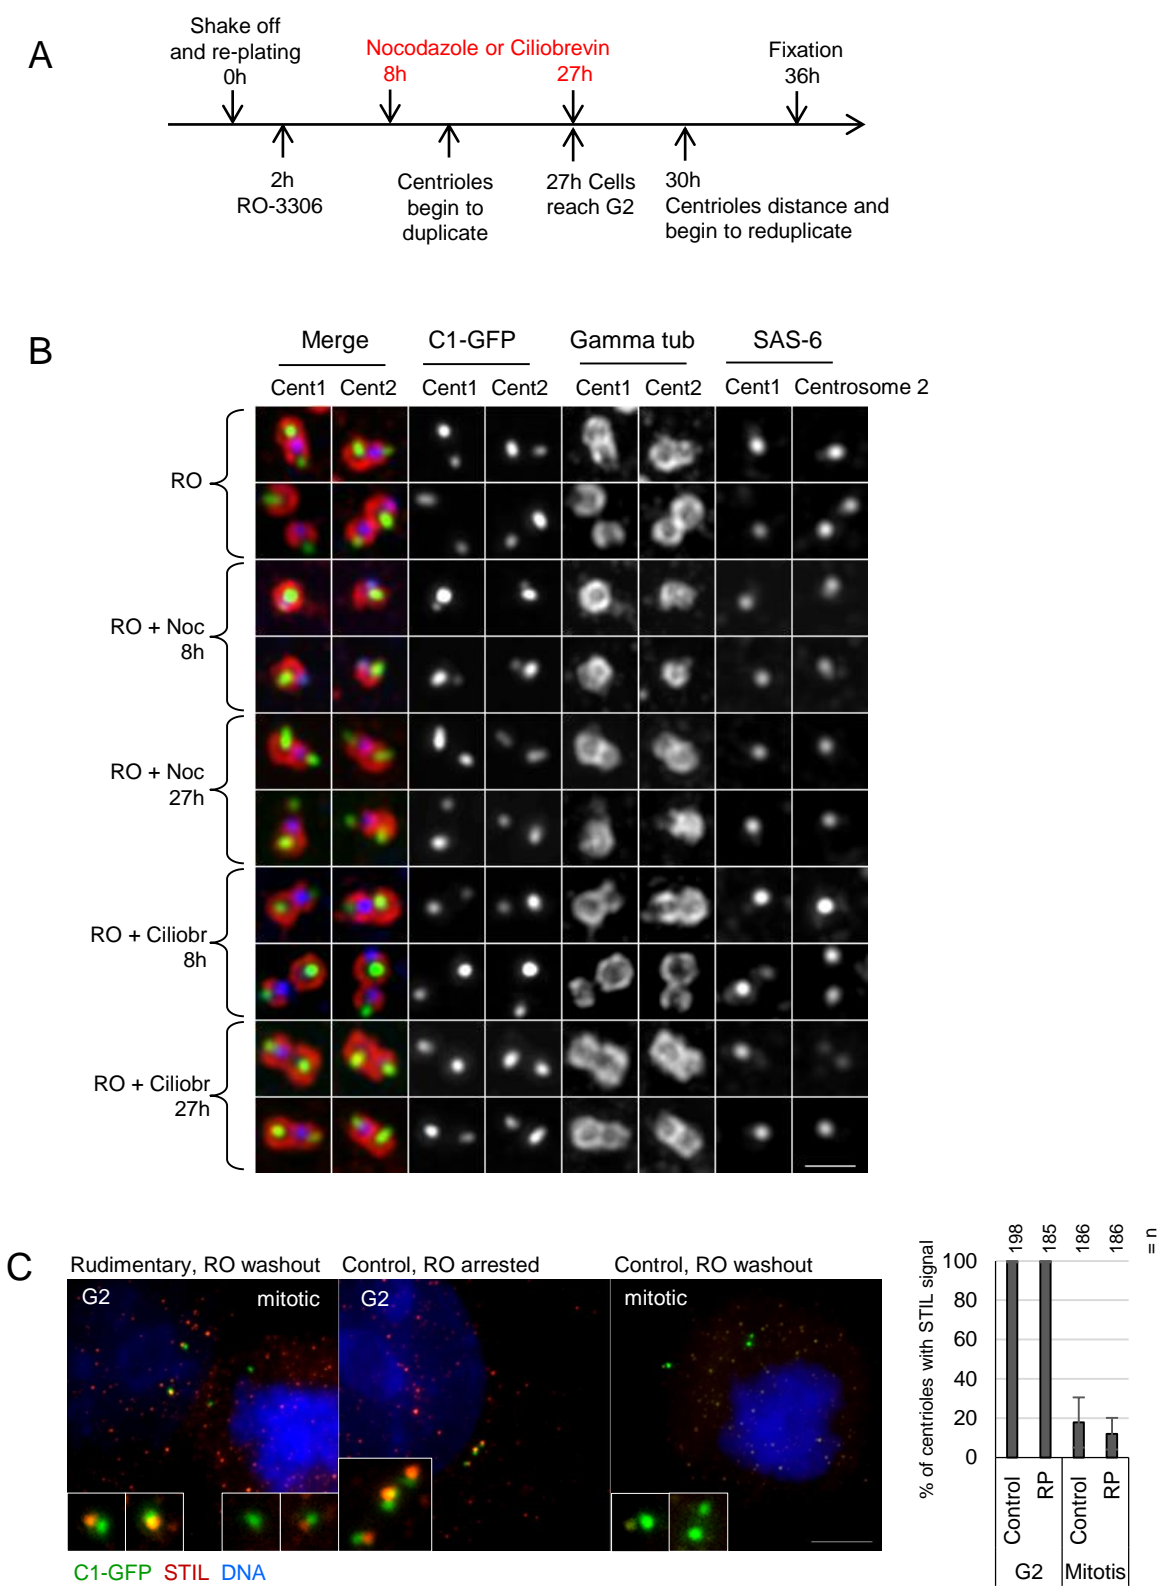 A
Shake off
and re-plating
0h
Nocodazole or Ciliobrevin
8h
27h
Fixation
36h
2h
RO-3306
Centrioles
begin to
duplicate
27h Cells
reach G2
30h
Centrioles distance and
begin to reduplicate
B
Merge C1-GFP Gamma tub SAS-6
Cent1 Cent2 Cent1 Cent2 Cent1 Cent2 Cent1 Centrosome 2
RO
RO + Noc
8h
RO + Noc
27h
RO + Ciliobr
8h
RO + Ciliobr
27h
C
Rudimentary, RO washout
Control, RO arrested
Control, RO washout
G2
mitotic
G2
mitotic
C1-GFP STIL DNA
% of centrioles with STIL signal
198
185
186
186
= n
100
80
60
40
20
0
Control
RP
Control
RP
G2
Mitotis